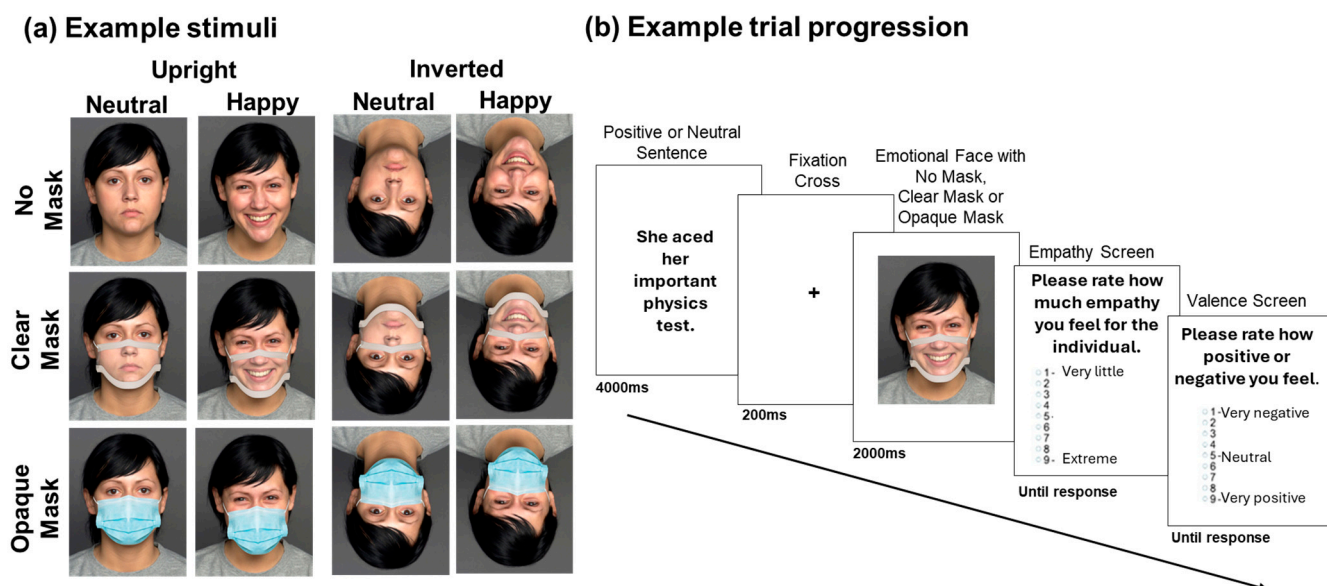 (a) Example stimuli
Upright
Inverted
Neutral
Happy
Neutral
Happy
No
Mask
Clear
Mask
Opaque
Mask
(b) Example trial progression
Positive or Neutral
Sentence
She aced
her
important
physics
test.
4000ms
Fixation
Cross
+
200ms
Emotional Face with
No Mask,
Clear Mask or
Opaque Mask
2000ms
Empathy Screen
Please rate how
much empathy
you feel for the
individual.
1 - Very little
2
3
4
5 -
6
7
8
9 - Extreme
Until response
Valence Screen
Please rate how
positive or
negative you feel.
1 - Very negative
2
3
4
5 - Neutral
6
7
8
9 - Very positive
Until response